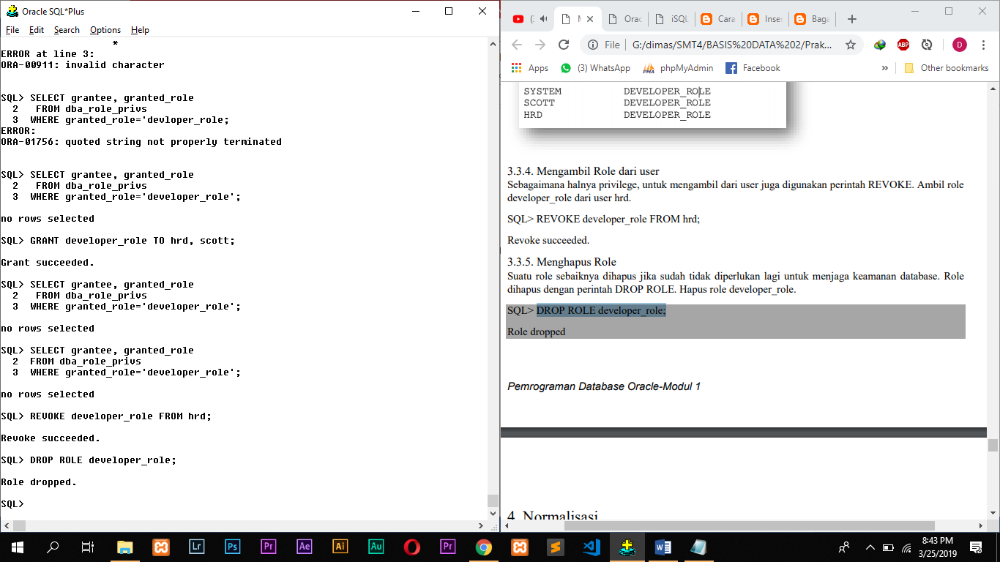 Oracle SQL*Plus
File Edit Search Options Help
*
ERROR at line 3:
ORA-00911: invalid character
SQL> SELECT grantee, granted_role
2 FROM dba_role_privs
3 WHERE granted_role='devloper_role;
ERROR:
ORA-01756: quoted string not properly terminated
SQL> SELECT grantee, granted_role
2 FROM dba_role_privs
3 WHERE granted_role='developer_role';
no rows selected
SQL> GRANT developer_role TO hrd, scott;
Grant succeeded.
SQL> SELECT grantee, granted_role
2 FROM dba_role_privs
3 WHERE granted_role='developer_role';
no rows selected
SQL> SELECT grantee, granted_role
2 FROM dba_role_privs
3 WHERE granted_role='developer_role';
no rows selected
SQL> REVOKE developer_role FROM hrd;
Revoke succeeded.
SQL> DROP ROLE developer_role;
Role dropped.
SQL>
( M Orac iSQL Cara Inser Baga
File G:/dimas/SMT4/BASIS%20DATA%202/Prak... ABP D
Apps (3) WhatsApp phpMyAdmin Facebook » Other bookmarks
SYSTEM DEVELOPER_ROLE
SCOTT DEVELOPER_ROLE
HRD DEVELOPER_ROLE
3.3.4. Mengambil Role dari user
Sebagaimana halnya privilege, untuk mengambil dari user juga digunakan perintah REVOKE. Ambil role
developer_role dari user hrd.
SQL> REVOKE developer_role FROM hrd;
Revoke succeeded.
3.3.5. Menghapus Role
Suatu role sebaiknya dihapus jika sudah tidak diperlukan lagi untuk menjaga keamanan database. Role
dihapus dengan perintah DROP ROLE. Hapus role developer_role.
SQL> DROP ROLE developer_role;
Role dropped
Pemrograman Database Oracle-Modul 1
4. Normalisasi
Lr Ps Pr Ae Ai Au Pr
8:43 PM
3/25/2019